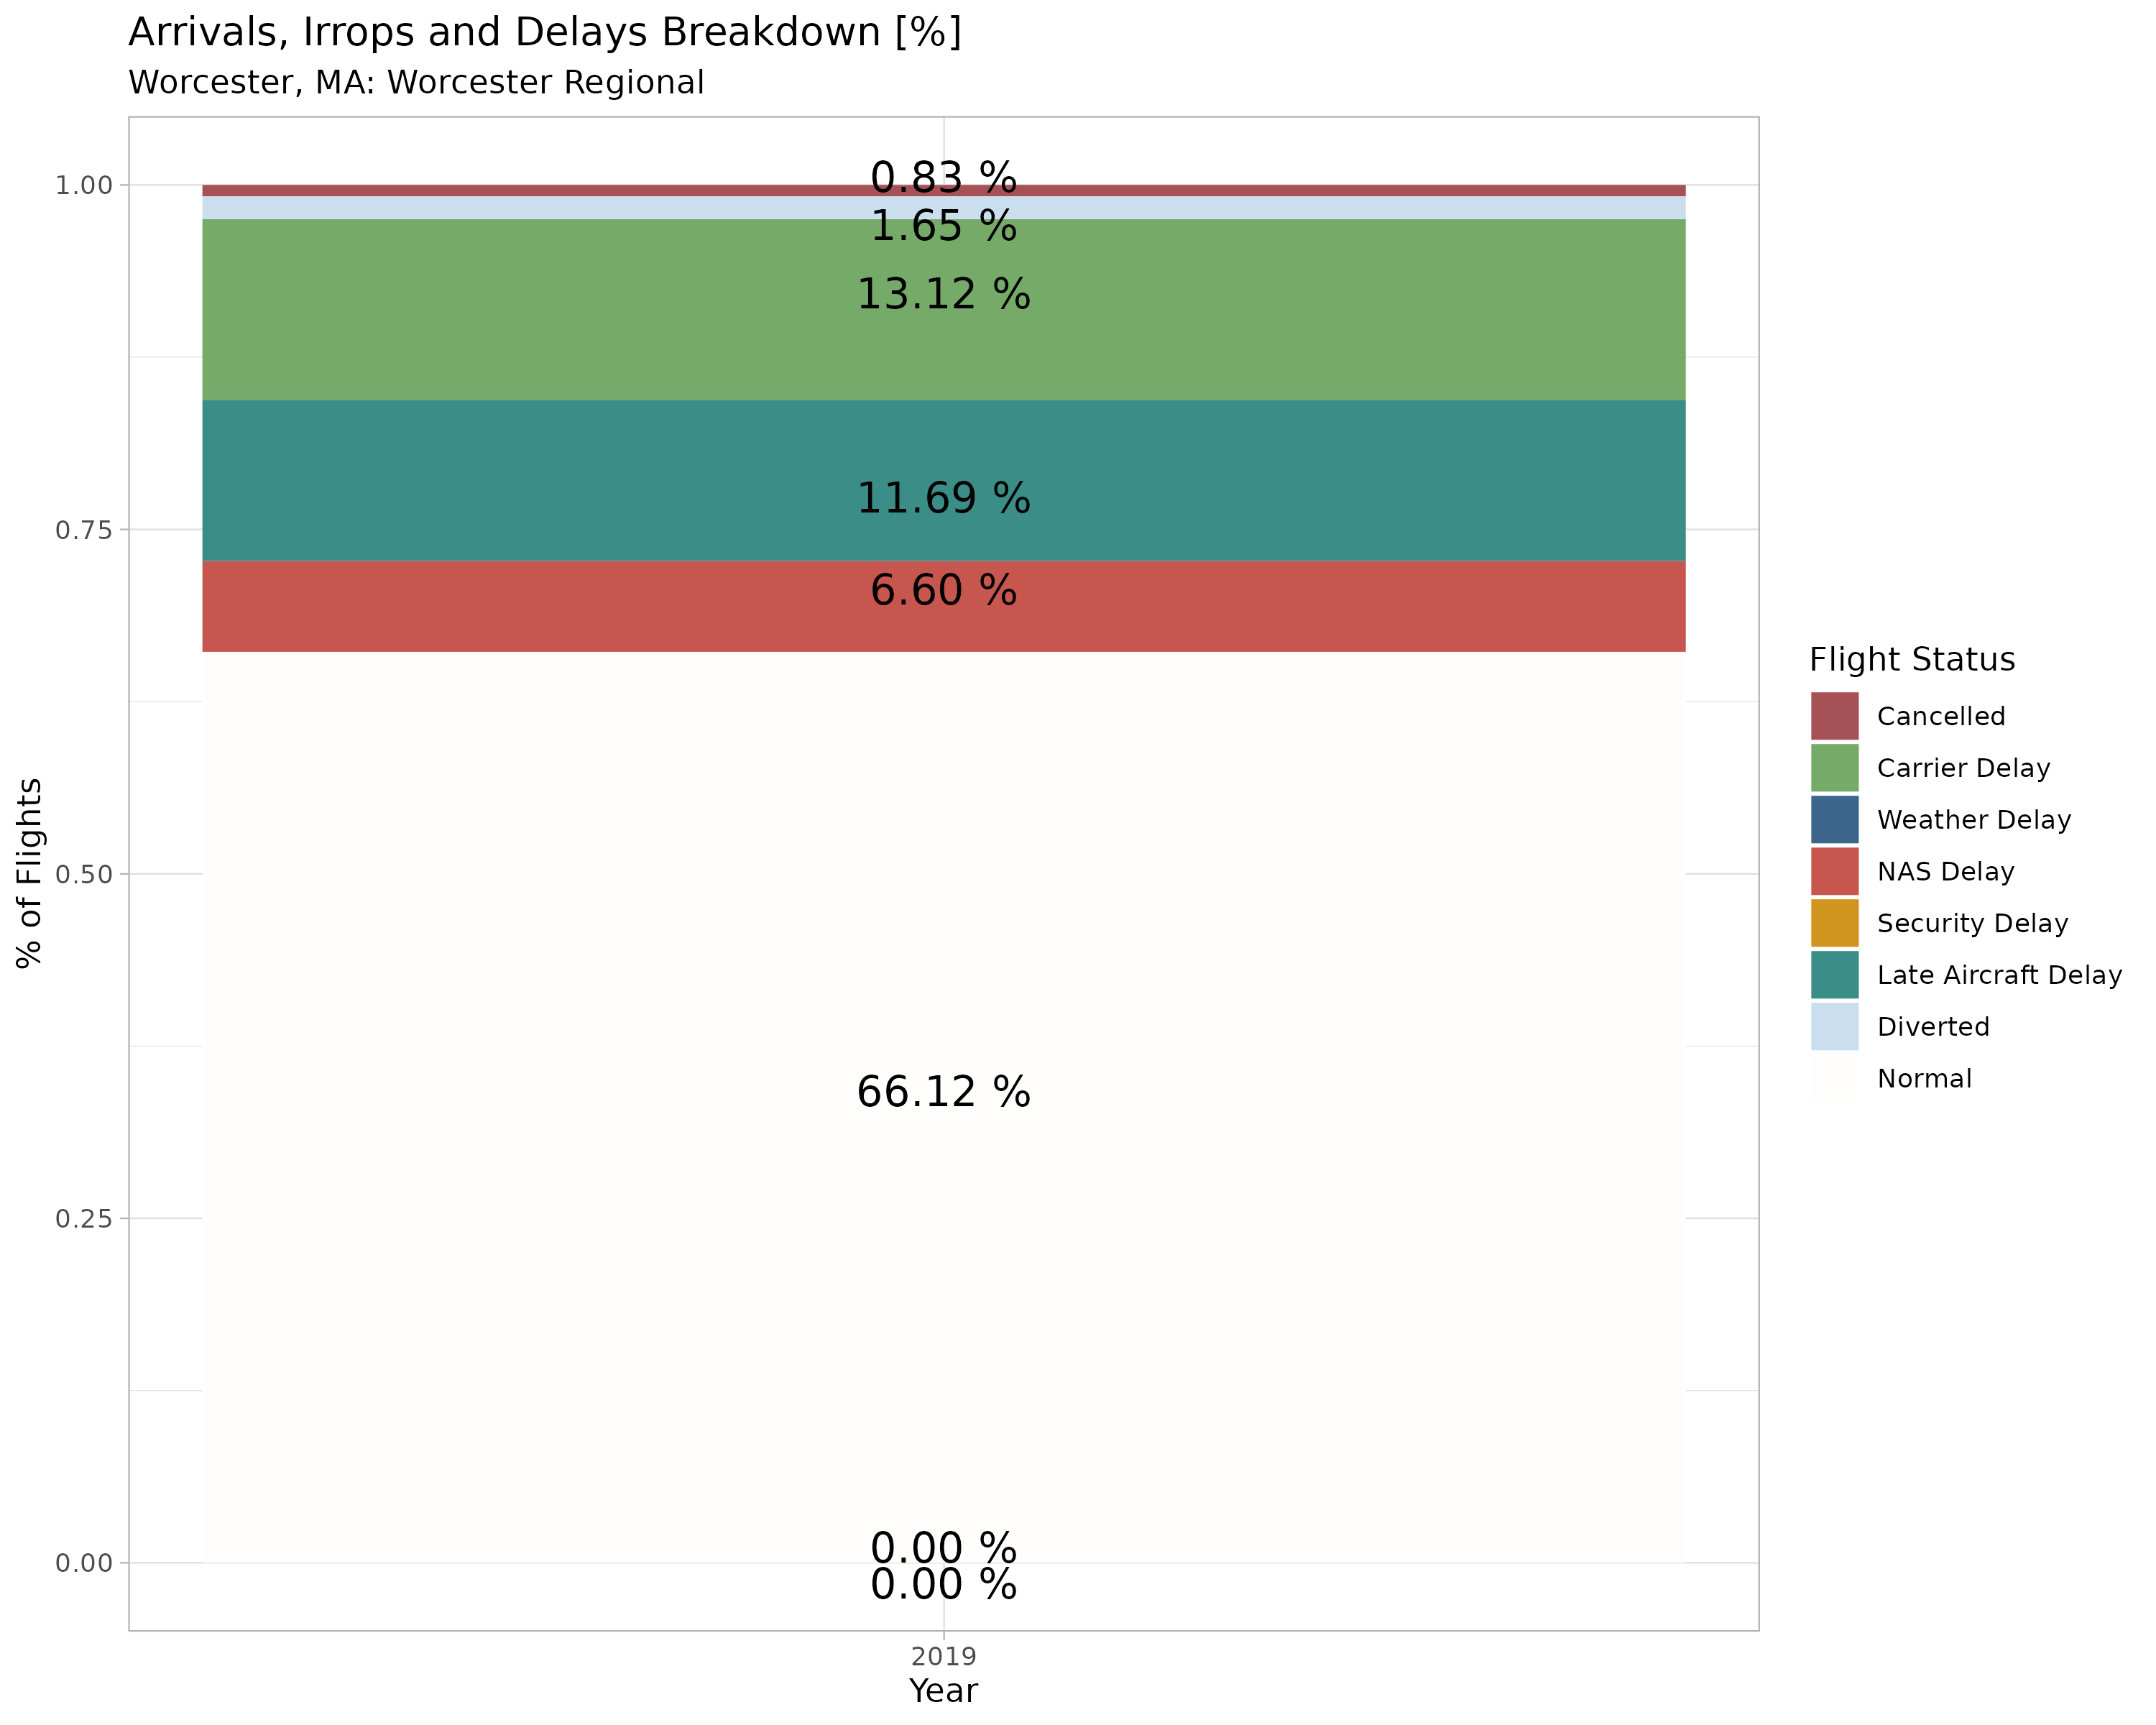 Arrivals, Irrops and Delays Breakdown [%]
Worcester, MA: Worcester Regional
% of Flights
1.00
0.75
0.50
0.25
0.00
0.83 %
1.65 %
13.12 %
11.69 %
6.60 %
66.12 %
0.00 %
0.00 %
2019
Year
Flight Status
Cancelled
Carrier Delay
Weather Delay
NAS Delay
Security Delay
Late Aircraft Delay
Diverted
Normal